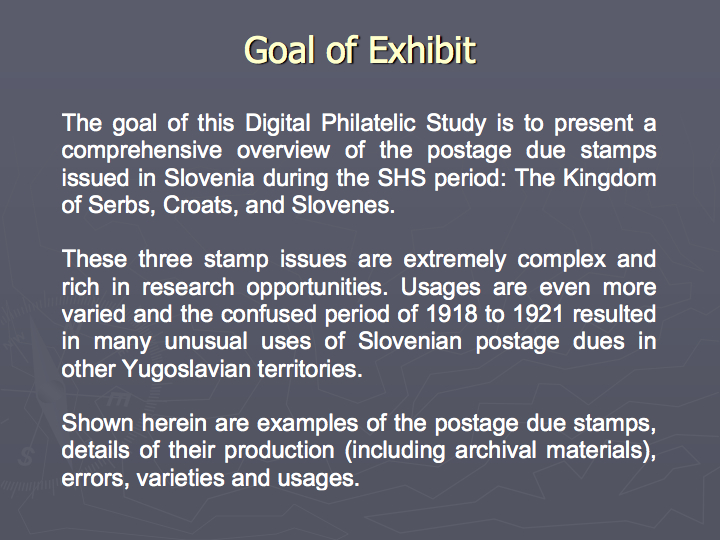 Goal of Exhibit
The goal of this Digital Philatelic Study is to present a
comprehensive overview of the postage due stamps
issued in Slovenia during the SHS period: The Kingdom
of Serbs, Croats, and Slovenes.
These three stamp issues are extremely complex and
rich in research opportunities. Usages are even more
varied and the confused period of 1918 to 1921 resulted
in many unusual uses of Slovenian postage dues in
other Yugoslavian territories.
Shown herein are examples of the postage due stamps,
details of their production (including archival materials),
errors, varieties and usages.
E
S